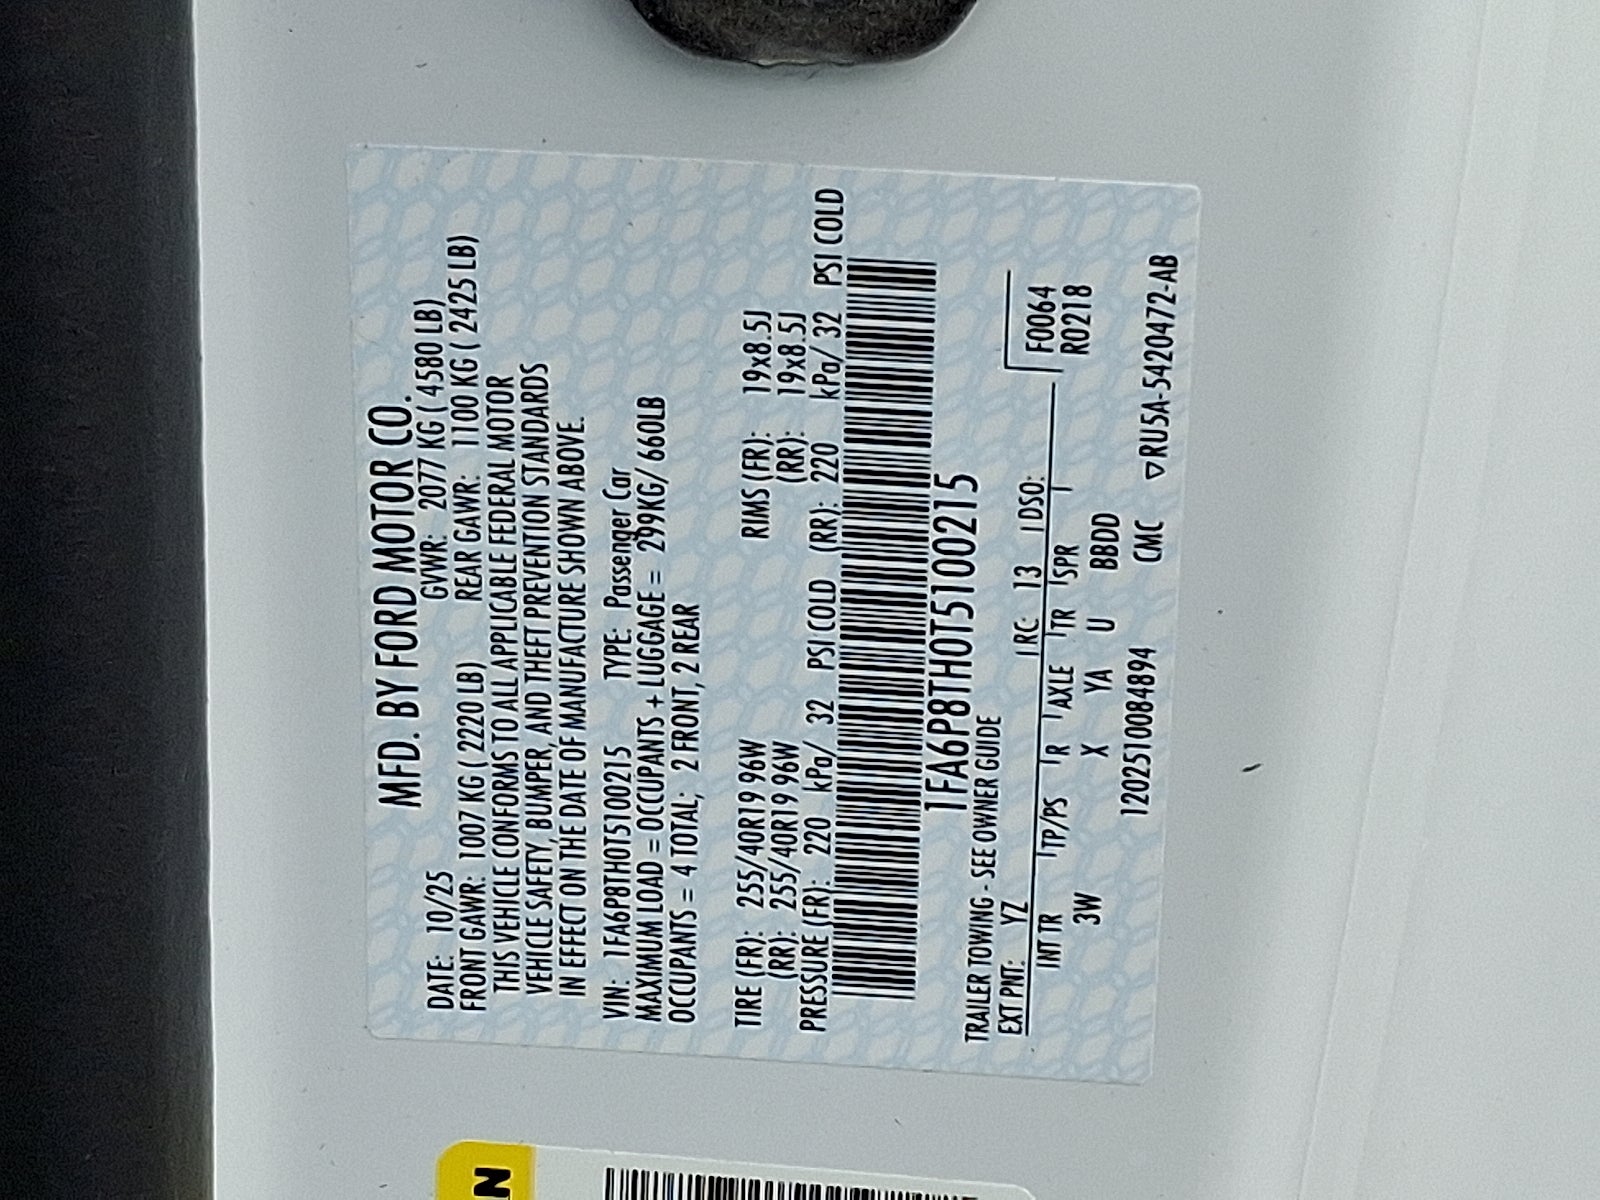 MFD. BY FORD MOTOR CO.
DATE: 10/25 GVWR: 2077 KG ( 4580 LB)
FRONT GAWR: 1007 KG ( 2220 LB) REAR GAWR: 1100 KG ( 2425 LB)
THIS VEHICLE CONFORMS TO ALL APPLICABLE FEDERAL MOTOR
VEHICLE SAFETY, BUMPER, AND THEFT PREVENTION STANDARDS
IN EFFECT ON THE DATE OF MANUFACTURE SHOWN ABOVE.
VIN: 1FA6P8TH0T5100215 TYPE: Passenger Car
MAXIMUM LOAD = OCCUPANTS + LUGGAGE = 299KG/ 660LB
OCCUPANTS = 4 TOTAL; 2 FRONT, 2 REAR
TIRE (FR): 255/40R19 96W RIMS (FR): 19x8.5J
(RR): 255/40R19 96W (RR): 19x8.5J
PRESSURE (FR): 220 kPa/ 32 PSI COLD (RR): 220 kPa/ 32 PSI COLD
1FA6P8TH0T5100215
TRAILER TOWING - SEE OWNER GUIDE
EXT PNT: YZ RC: 13 DSO:
F0064
R0218
INT TR TP/PS R AXLE TR SPR
3W X YA U BBDD
1202510084894 CMC ▽RU5A-5420472-AB
N